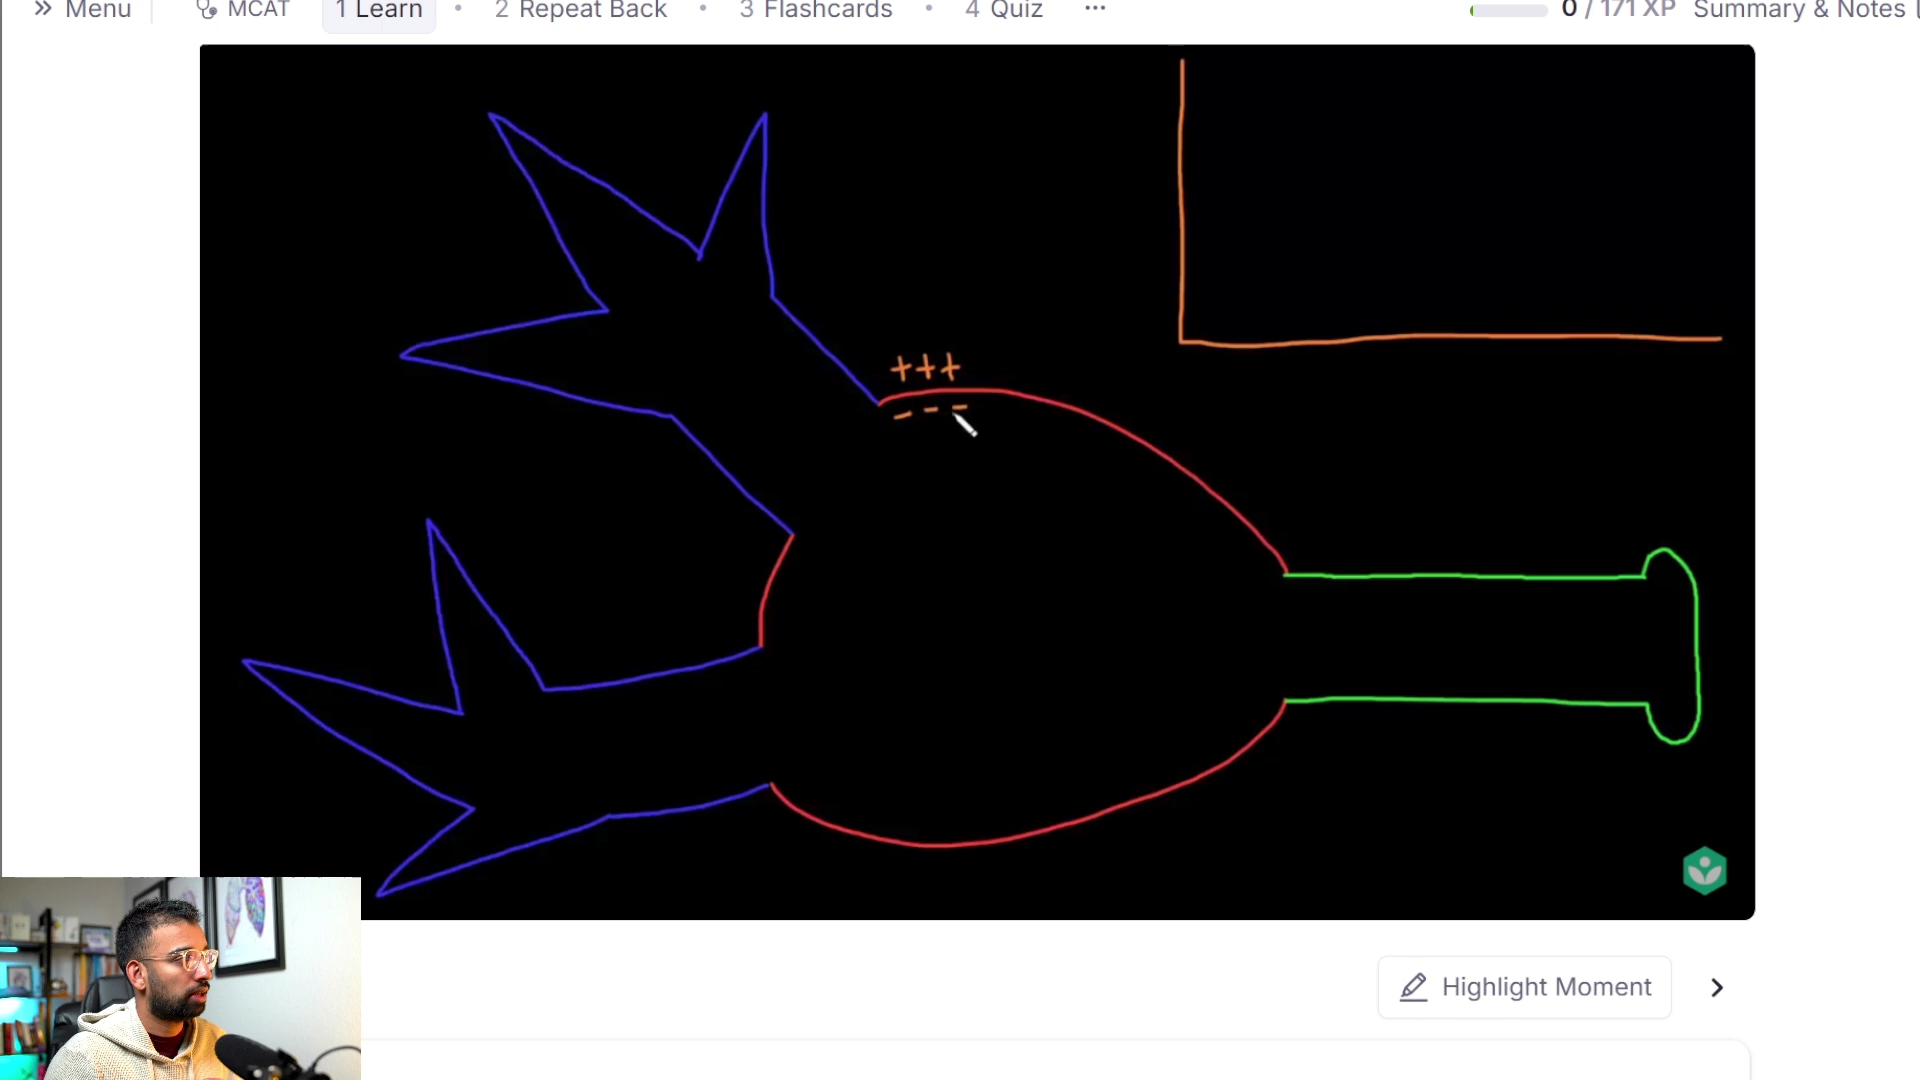 Menu
MCAT
1 Learn • 2 Repeat Back • 3 Flashcards • 4 Quiz ...
0 / 171 XP
Summary & Notes
+++
---
Highlight Moment